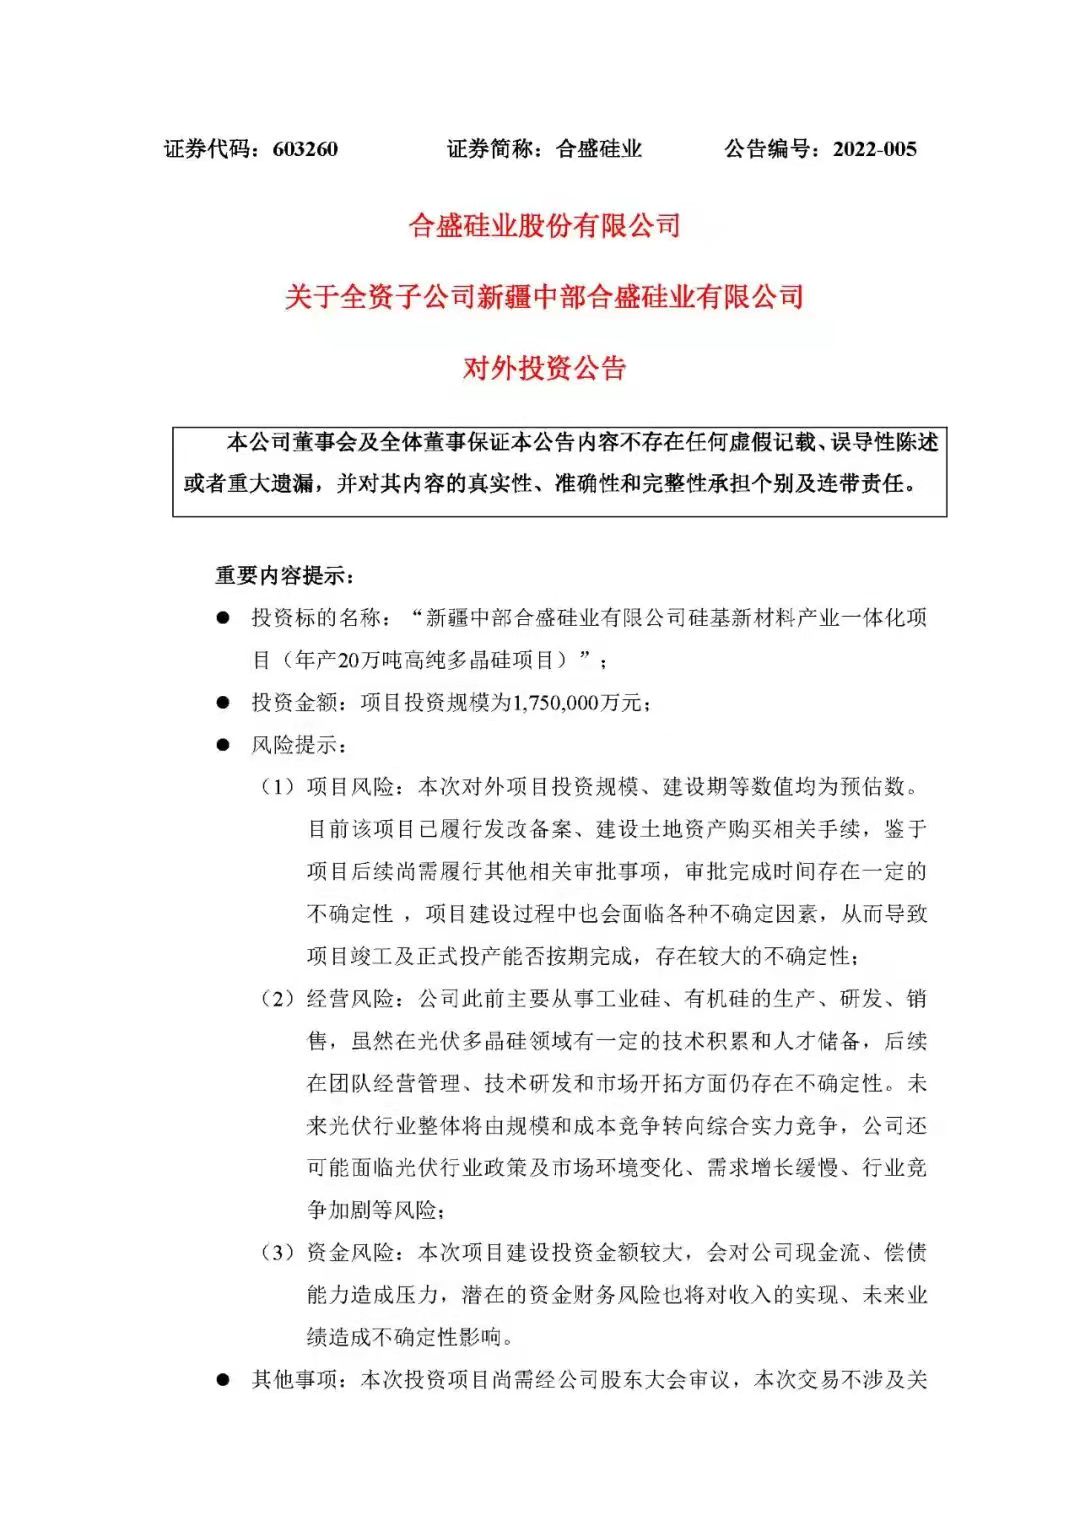 证券代码：603260 证券简称：合盛硅业 公告编号：2022-005
合盛硅业股份有限公司
关于全资子公司新疆中部合盛硅业有限公司
对外投资公告
本公司董事会及全体董事保证本公告内容不存在任何虚假记载、误导性陈述
或者重大遗漏，并对其内容的真实性、准确性和完整性承担个别及连带责任。
重要内容提示：
● 投资标的名称：“新疆中部合盛硅业有限公司硅基新材料产业一体化项
目（年产20万吨高纯多晶硅项目）”；
● 投资金额：项目投资规模为1,750,000万元；
● 风险提示：
（1）项目风险：本次对外项目投资规模、建设期等数值均为预估数。
目前该项目已履行发改备案、建设土地资产购买相关手续，鉴于
项目后续尚需履行其他相关审批事项，审批完成时间存在一定的
不确定性，项目建设过程中也会面临各种不确定因素，从而导致
项目竣工及正式投产能否按期完成，存在较大的不确定性；
（2）经营风险：公司此前主要从事工业硅、有机硅的生产、研发、销
售，虽然在光伏多晶硅领域有一定的技术积累和人才储备，后续
在团队经营管理、技术研发和市场开拓方面仍存在不确定性。未
来光伏行业整体将由规模和成本竞争转向综合实力竞争，公司还
可能面临光伏行业政策及市场环境变化、需求增长缓慢、行业竞
争加剧等风险；
（3）资金风险：本次项目建设投资金额较大，会对公司现金流、偿债
能力造成压力，潜在的资金财务风险也将对收入的实现、未来业
绩造成不确定性影响。
● 其他事项：本次投资项目尚需经公司股东大会审议，本次交易不涉及关